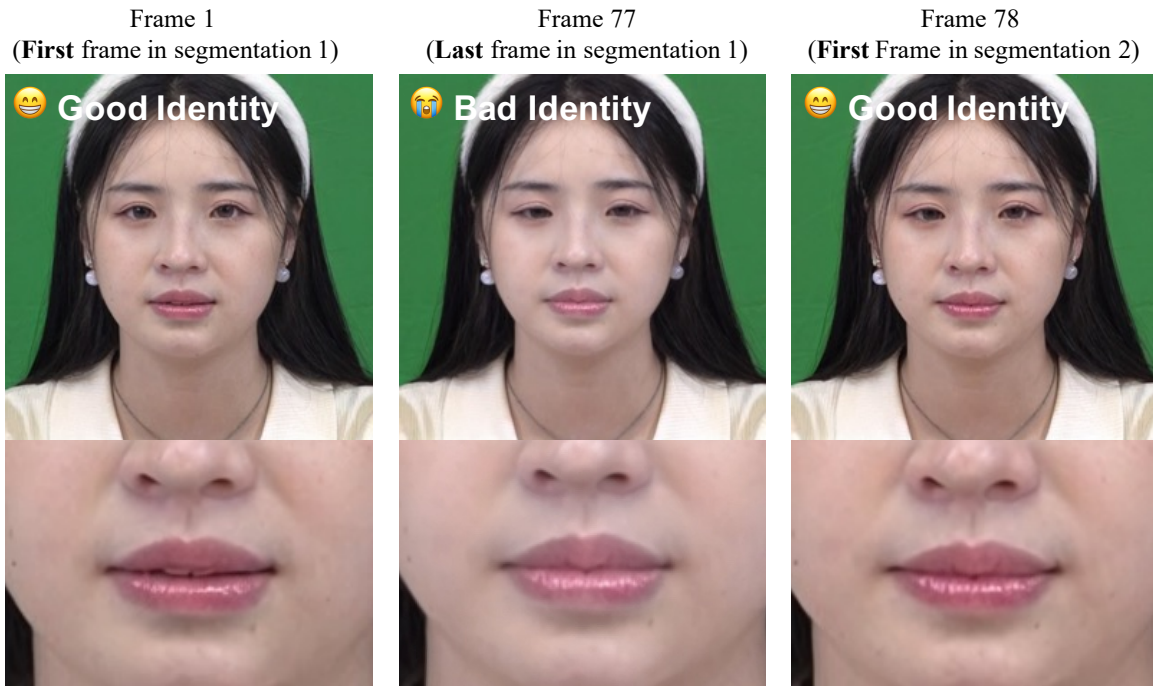 Frame 1
(First frame in segmentation 1)
Frame 77
(Last frame in segmentation 1)
Frame 78
(First Frame in segmentation 2)
😁 Good Identity
😭 Bad Identity
😁 Good Identity